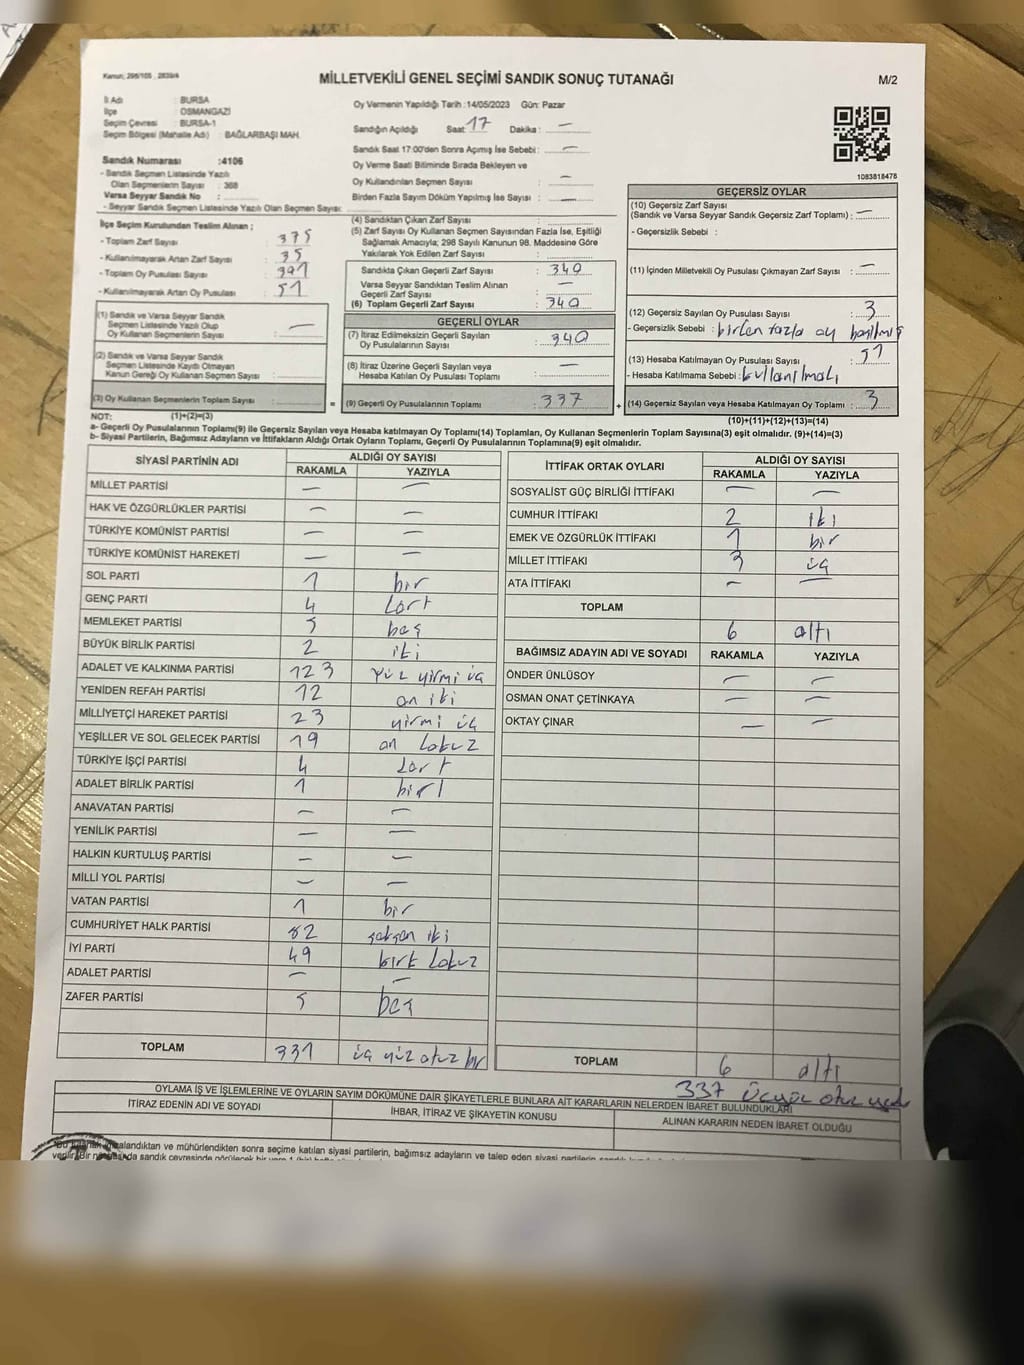 Kanun; 298/105 , 2839/4
MİLLETVEKİLİ GENEL SEÇİMİ SANDIK SONUÇ TUTANAĞI
M/2
İl Adı : BURSA
İlçe : OSMANGAZİ
Seçim Çevresi : BURSA-1
Seçim Bölgesi (Mahalle Adı) : BAĞLARBAŞI MAH.
Oy Vermenin Yapıldığı Tarih :14/05/2023 Gün: Pazar
Sandığın Açıldığı Saat: 17 Dakika : —
Sandık Saat 17:00'den Sonra Açımış İse Sebebi : —
Oy Verme Saati Bitiminde Sırada Bekleyen ve
Oy Kullandırılan Seçmen Sayısı : —
Birden Fazla Sayım Döküm Yapılmış İse Sayısı : —
1083818478
Sandık Numarası :4106
- Sandık Seçmen Listesinde Yazılı
Olan Seçmenlerin Sayısı : 368
Varsa Seyyar Sandık No :
- Seyyar Sandık Seçmen Listesinde Yazılı Olan Seçmen Sayısı:
İlçe Seçim Kurulundan Teslim Alınan ;
- Toplam Zarf Sayısı : 375
- Kullanılmayarak Artan Zarf Sayısı : 35
- Toplam Oy Pusulası Sayısı : 391
- Kullanılmayarak Artan Oy Pusulası : 51
(1) Sandık ve Varsa Seyyar Sandık
Seçmen Listesinde Yazılı Olup
Oy Kullanan Seçmenlerin Sayısı : —
(2) Sandık ve Varsa Seyyar Sandık
Seçmen Listesinde Kayıtlı Olmayan
Kanun Gereği Oy Kullanan Seçmen Sayısı :
(3) Oy Kullanan Seçmenlerin Toplam Sayısı :
(4) Sandıktan Çıkan Zarf Sayısı :
(5) Zarf Sayısı Oy Kullanan Seçmen Sayısından Fazla İse, Eşitliği
Sağlamak Amacıyla; 298 Sayılı Kanunun 98. Maddesine Göre
Yakılarak Yok Edilen Zarf Sayısı :
Sandıkta Çıkan Geçerli Zarf Sayısı : 340
Varsa Seyyar Sandıktan Teslim Alınan
Geçerli Zarf Sayısı : —
(6) Toplam Geçerli Zarf Sayısı : 340
GEÇERLİ OYLAR
(7) İtiraz Edilmeksizin Geçerli Sayılan
Oy Pusulalarının Sayısı : 340
(8) İtiraz Üzerine Geçerli Sayılan veya
Hesaba Katılan Oy Pusulası Toplamı : —
= (9) Geçerli Oy Pusulalarının Toplamı : 337 +
GEÇERSİZ OYLAR
(10) Geçersiz Zarf Sayısı
(Sandık ve Varsa Seyyar Sandık Geçersiz Zarf Toplamı) : —
- Geçersizlik Sebebi :
(11) İçinden Milletvekili Oy Pusulası Çıkmayan Zarf Sayısı : —
(12) Geçersiz Sayılan Oy Pusulası Sayısı : 3
- Geçersizlik Sebebi : birden fazla oy basılmış
(13) Hesaba Katılmayan Oy Pusulası Sayısı : 51
- Hesaba Katılmama Sebebi : kullanılmadı
(14) Geçersiz Sayılan veya Hesaba Katılmayan Oy Toplamı : 3
NOT: (1)+(2)=(3) (10)+(11)+(12)+(13)=(14)
a- Geçerli Oy Pusulaları Toplamı(9) ile Geçersiz Sayılan veya Hesaba katılmayan Oy Toplamı(14) Toplamları, Oy Kullanan Seçmenlerin Toplam Sayısına(3) eşit olmalıdır. (9)+(14)=(3)
b- Siyasi Partilerin, Bağımsız Adayların ve İttifakların Aldığı Ortak Oyların Toplamı, Geçerli Oy Pusulalarının Toplamına(9) eşit olmalıdır.
SİYASİ PARTİNİN ADI ALDIĞI OY SAYISI
RAKAMLA YAZIYLA
MİLLET PARTİSİ — —
HAK VE ÖZGÜRLÜKLER PARTİSİ — —
TÜRKİYE KOMÜNİST PARTİSİ — —
TÜRKİYE KOMÜNİST HAREKETİ — —
SOL PARTİ 1 bir
GENÇ PARTİ 4 dört
MEMLEKET PARTİSİ 5 beş
BÜYÜK BİRLİK PARTİSİ 2 iki
ADALET VE KALKINMA PARTİSİ 123 yüz yirmi üç
YENİDEN REFAH PARTİSİ 12 on iki
MİLLİYETÇİ HAREKET PARTİSİ 23 yirmi üç
YEŞİLLER VE SOL GELECEK PARTİSİ 19 on dokuz
TÜRKİYE İŞÇİ PARTİSİ 4 dört
ADALET BİRLİK PARTİSİ 1 bir
ANAVATAN PARTİSİ — —
YENİLİK PARTİSİ — —
HALKIN KURTULUŞ PARTİSİ — —
MİLLİ YOL PARTİSİ — —
VATAN PARTİSİ 1 bir
CUMHURİYET HALK PARTİSİ 82 seksen iki
İYİ PARTİ 49 kırk dokuz
ADALET PARTİSİ — —
ZAFER PARTİSİ 5 beş
TOPLAM 331 üç yüz otuz bir
İTTİFAK ORTAK OYLARI ALDIĞI OY SAYISI
RAKAMLA YAZIYLA
SOSYALİST GÜÇ BİRLİĞİ İTTİFAKI — —
CUMHUR İTTİFAKI 2 iki
EMEK VE ÖZGÜRLÜK İTTİFAKI 1 bir
MİLLET İTTİFAKI 3 üç
ATA İTTİFAKI — —
TOPLAM
6 altı
BAĞIMSIZ ADAYIN ADI VE SOYADI RAKAMLA YAZIYLA
ÖNDER ÜNLÜSOY — —
OSMAN ONAT ÇETİNKAYA — —
OKTAY ÇINAR — —
TOPLAM 6 altı
337 üçyüz otuz yedi
OYLAMA İŞ VE İŞLEMLERİNE VE OYLARIN SAYIM DÖKÜMÜNE DAİR ŞİKAYETLERLE BUNLARA AİT KARARLARIN NELERDEN İBARET BULUNDUKLARI
İTİRAZ EDENİN ADI VE SOYADI İHBAR, İTİRAZ VE ŞİKAYETİN KONUSU ALINAN KARARIN NEDEN İBARET OLDUĞU
mühürlendikten sonra seçime katılan siyasi partilerin, bağımsız adayların ve talep eden siyasi partilerin